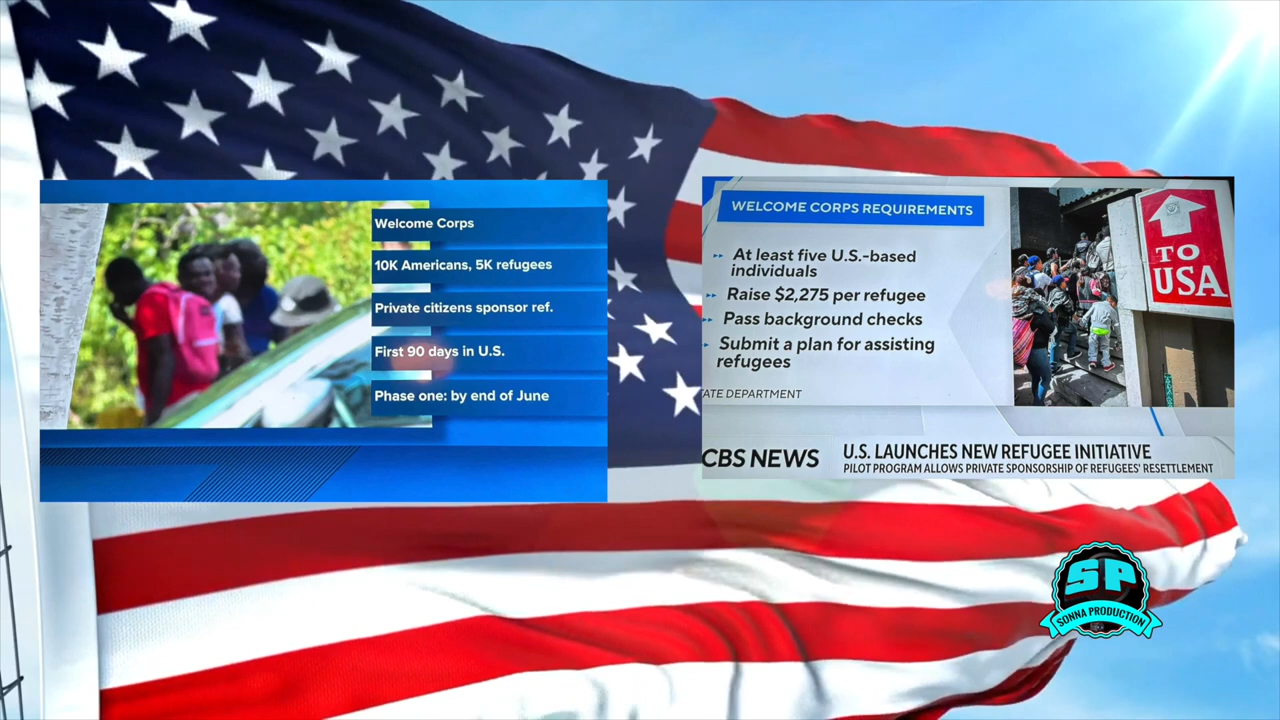 Welcome Corps
10K Americans, 5K refugees
Private citizens sponsor ref.
First 90 days in U.S.
Phase one: by end of June
WELCOME CORPS REQUIREMENTS
At least five U.S.-based
individuals
Raise $2,275 per refugee
Pass background checks
Submit a plan for assisting
refugees
ATE DEPARTMENT
TO
USA
CBS NEWS
U.S. LAUNCHES NEW REFUGEE INITIATIVE
PILOT PROGRAM ALLOWS PRIVATE SPONSORSHIP OF REFUGEES' RESETTLEMENT
SP
SONNA PRODUCTION